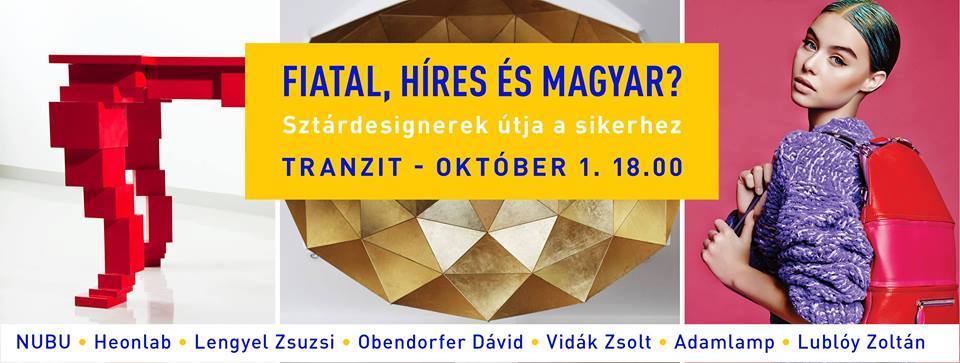 FIATAL, HÍRES ÉS MAGYAR?
Sztárdesignerek útja a sikerhez
TRANZIT - OKTÓBER 1. 18.00
NUBU • Heonlab • Lengyel Zsuzsi • Obendorfer Dávid • Vidák Zsolt • Adamlamp • Lublóy Zoltán